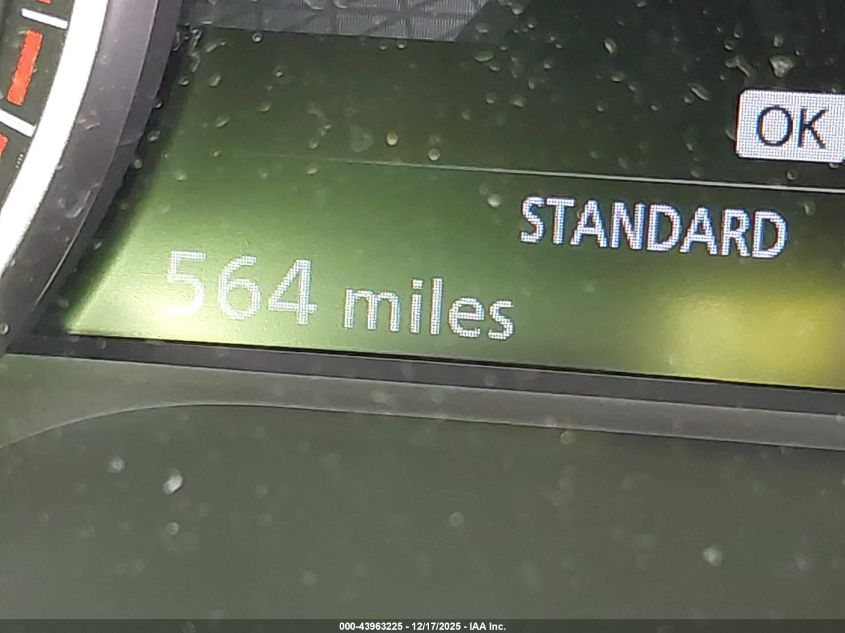 OK
STANDARD
564 miles
000-43963225 - 12/17/2025 - IAA Inc.